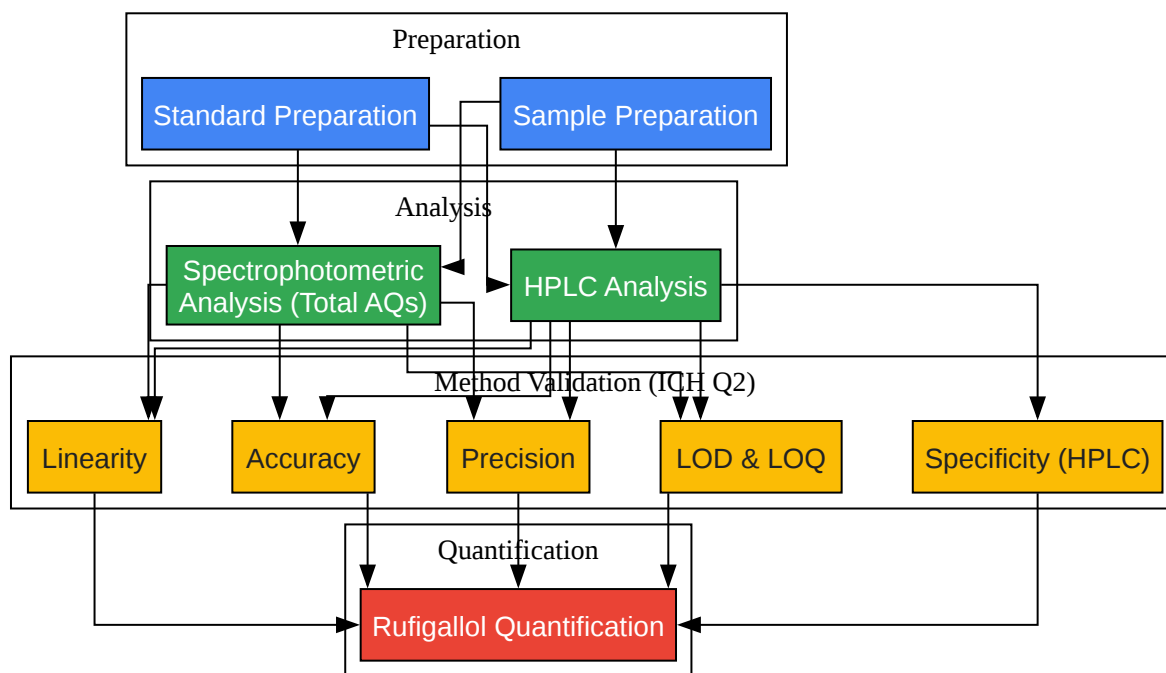 Preparation
Standard Preparation
Sample Preparation
Analysis
Spectrophotometric
Analysis (Total AQs)
HPLC Analysis
Method Validation (ICH Q2)
Linearity
Accuracy
Precision
LOD & LOQ
Specificity (HPLC)
Quantification
Rufigallol Quantification